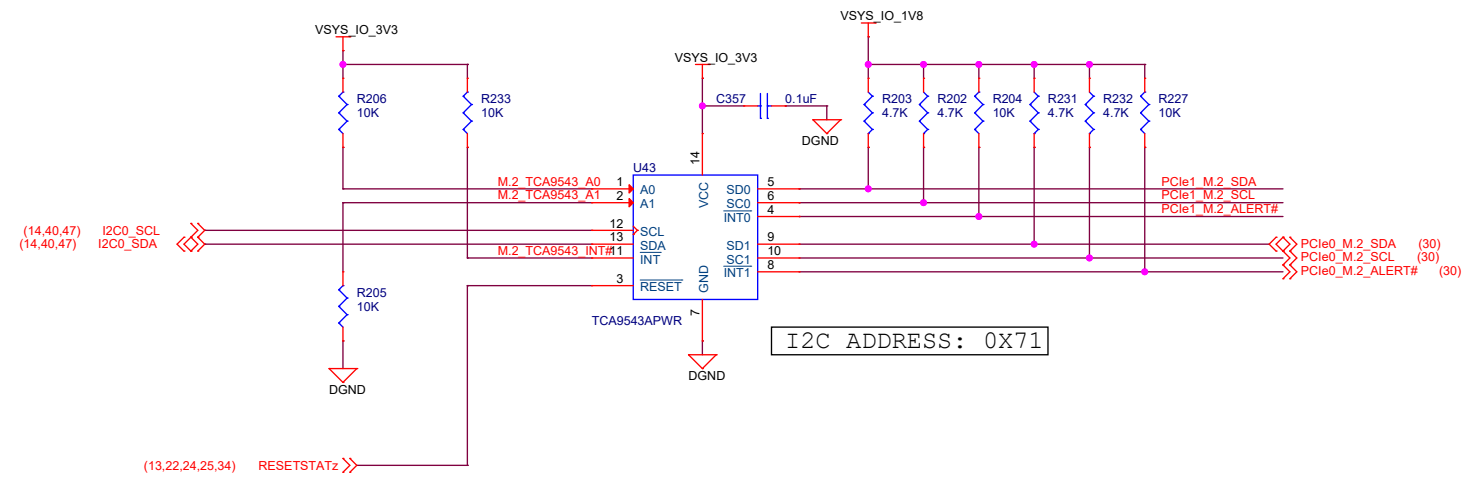 VSYS_IO_1V8
VSYS_IO_3V3
VSYS_IO_3V3
R206
10K
R233
10K
C357
0.1uF
DGND
R203
4.7K
R202
4.7K
R204
10K
R231
4.7K
R232
4.7K
R227
10K
14
U43
M.2_TCA9543_A0
1
A0
M.2_TCA9543_A1
2
A1
VCC
SD0
5
PCIe1_M.2_SDA
SC0
6
PCIe1_M.2_SCL
INT0
4
PCIe1_M.2_ALERT#
(14,40,47) I2C0_SCL
12
SCL
(14,40,47) I2C0_SDA
13
SDA
M.2_TCA9543_INT#
11
INT
SD1
9
PCIe0_M.2_SDA (30)
SC1
10
PCIe0_M.2_SCL (30)
INT1
8
PCIe0_M.2_ALERT# (30)
3
RESET
GND
R205
10K
7
TCA9543APWR
I2C ADDRESS: 0X71
DGND
DGND
(13,22,24,25,34) RESETSTATz